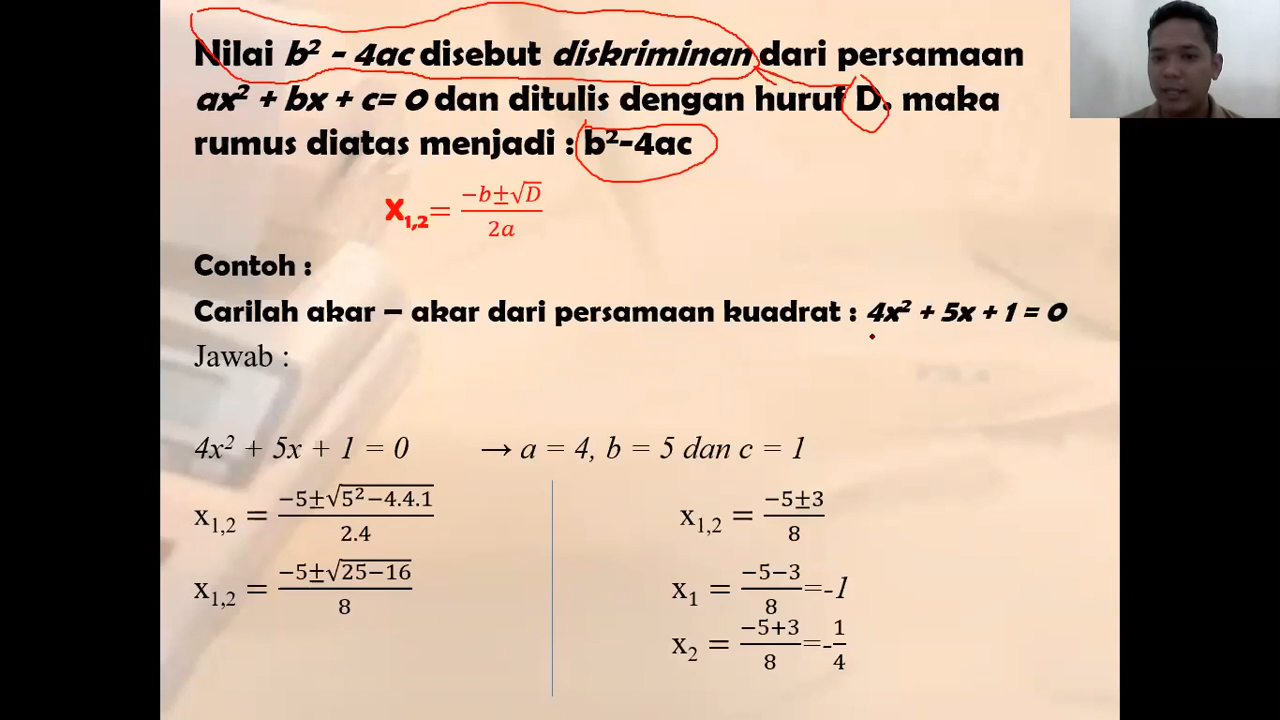 Nilai b² - 4ac disebut diskriminan dari persamaan
ax² + bx + c= 0 dan ditulis dengan huruf D, maka
rumus diatas menjadi : b²-4ac
X₁,₂= (−b±√D)/2a
Contoh :
Carilah akar – akar dari persamaan kuadrat : 4x² + 5x + 1 = 0
Jawab :
4x² + 5x + 1 = 0 → a = 4, b = 5 dan c = 1
x₁,₂ = (−5±√(5²−4.4.1))/2.4
x₁,₂ = (−5±√(25−16))/8
x₁,₂ = (−5±3)/8
x₁ = (−5−3)/8=-1
x₂ = (−5+3)/8=-1/4